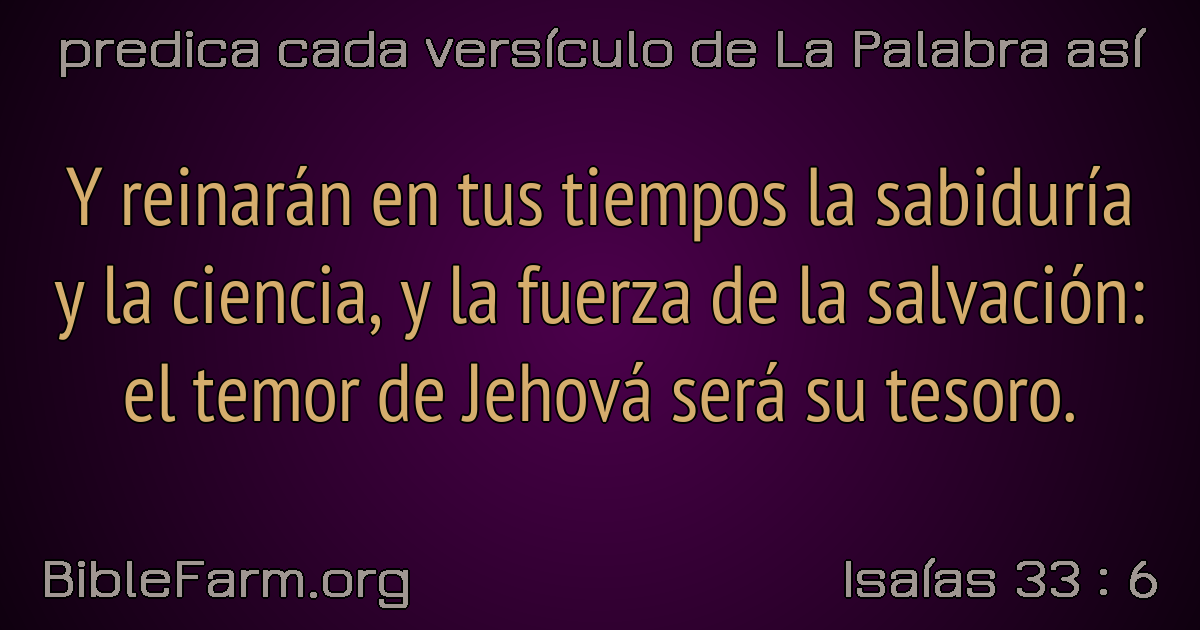 predica cada versículo de La Palabra así
Y reinarán en tus tiempos la sabiduría
y la ciencia, y la fuerza de la salvación:
el temor de Jehová será su tesoro.
BibleFarm.org
Isaías 33 : 6